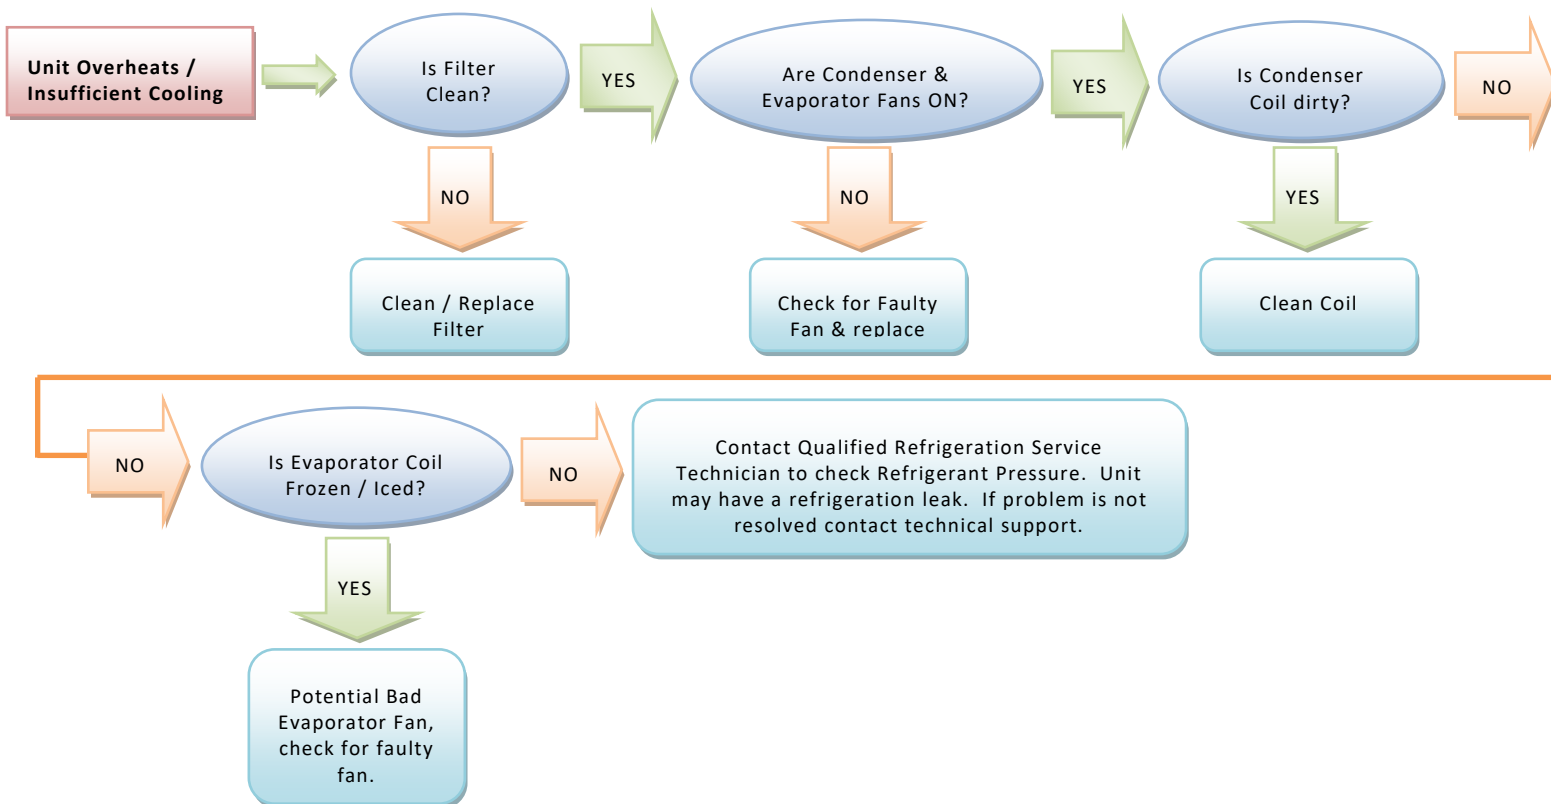 Unit Overheats /
Insufficient Cooling
Is Filter
Clean?
YES
Are Condenser &
Evaporator Fans ON?
YES
Is Condenser
Coil dirty?
NO
NO
NO
YES
Clean / Replace
Filter
Check for Faulty
Fan & replace
Clean Coil
NO
Is Evaporator Coil
Frozen / Iced?
NO
Contact Qualified Refrigeration Service
Technician to check Refrigerant Pressure.  Unit
may have a refrigeration leak.  If problem is not
resolved contact technical support.
YES
Potential Bad
Evaporator Fan,
check for faulty
fan.